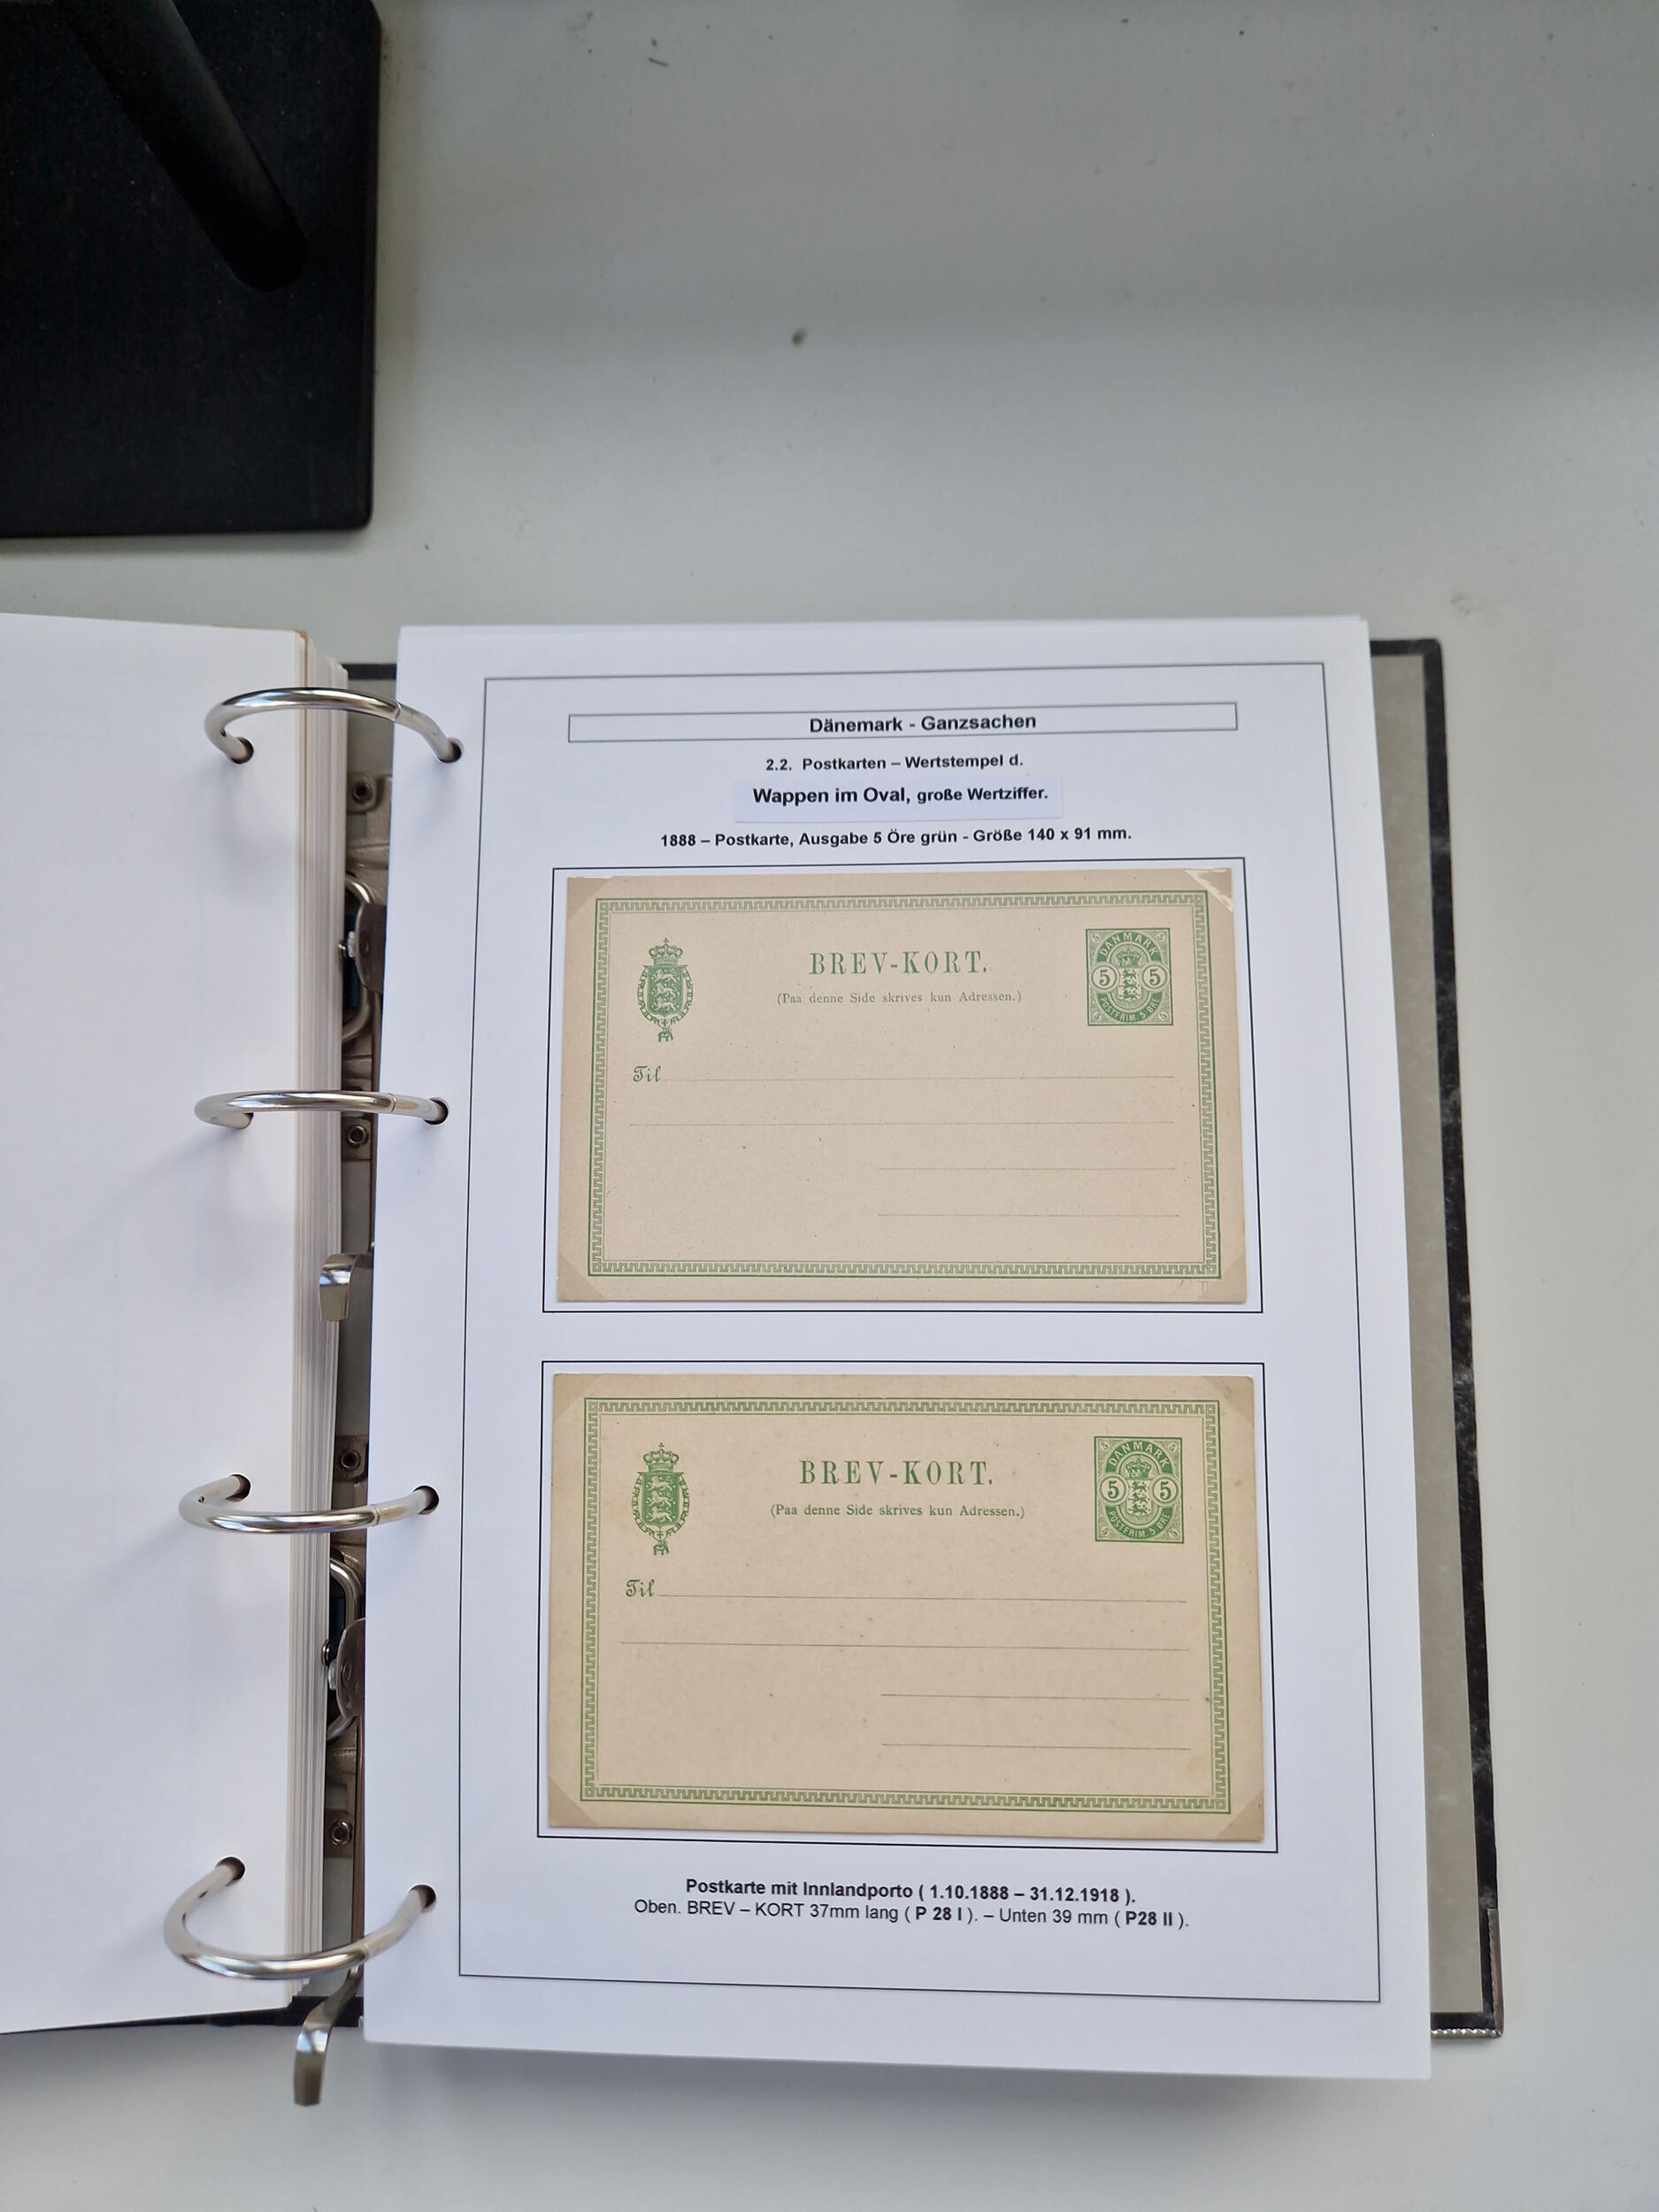 Dänemark - Ganzsachen
2.2. Postkarten – Wertstempel d.
Wappen im Oval, große Wertziffer.
1888 – Postkarte, Ausgabe 5 Öre grün - Größe 140 x 91 mm.
BREV-KORT.
(Paa denne Side skrives kun Adressen.)
DANMARK
5 5
POSTFRIM. 5 ØRE
Til
BREV-KORT.
(Paa denne Side skrives kun Adressen.)
DANMARK
5 5
POSTFRIM. 5 ØRE
Til
Postkarte mit Innlandporto ( 1.10.1888 – 31.12.1918 ).
Oben. BREV – KORT 37mm lang ( P 28 I ). – Unten 39 mm ( P28 II ).